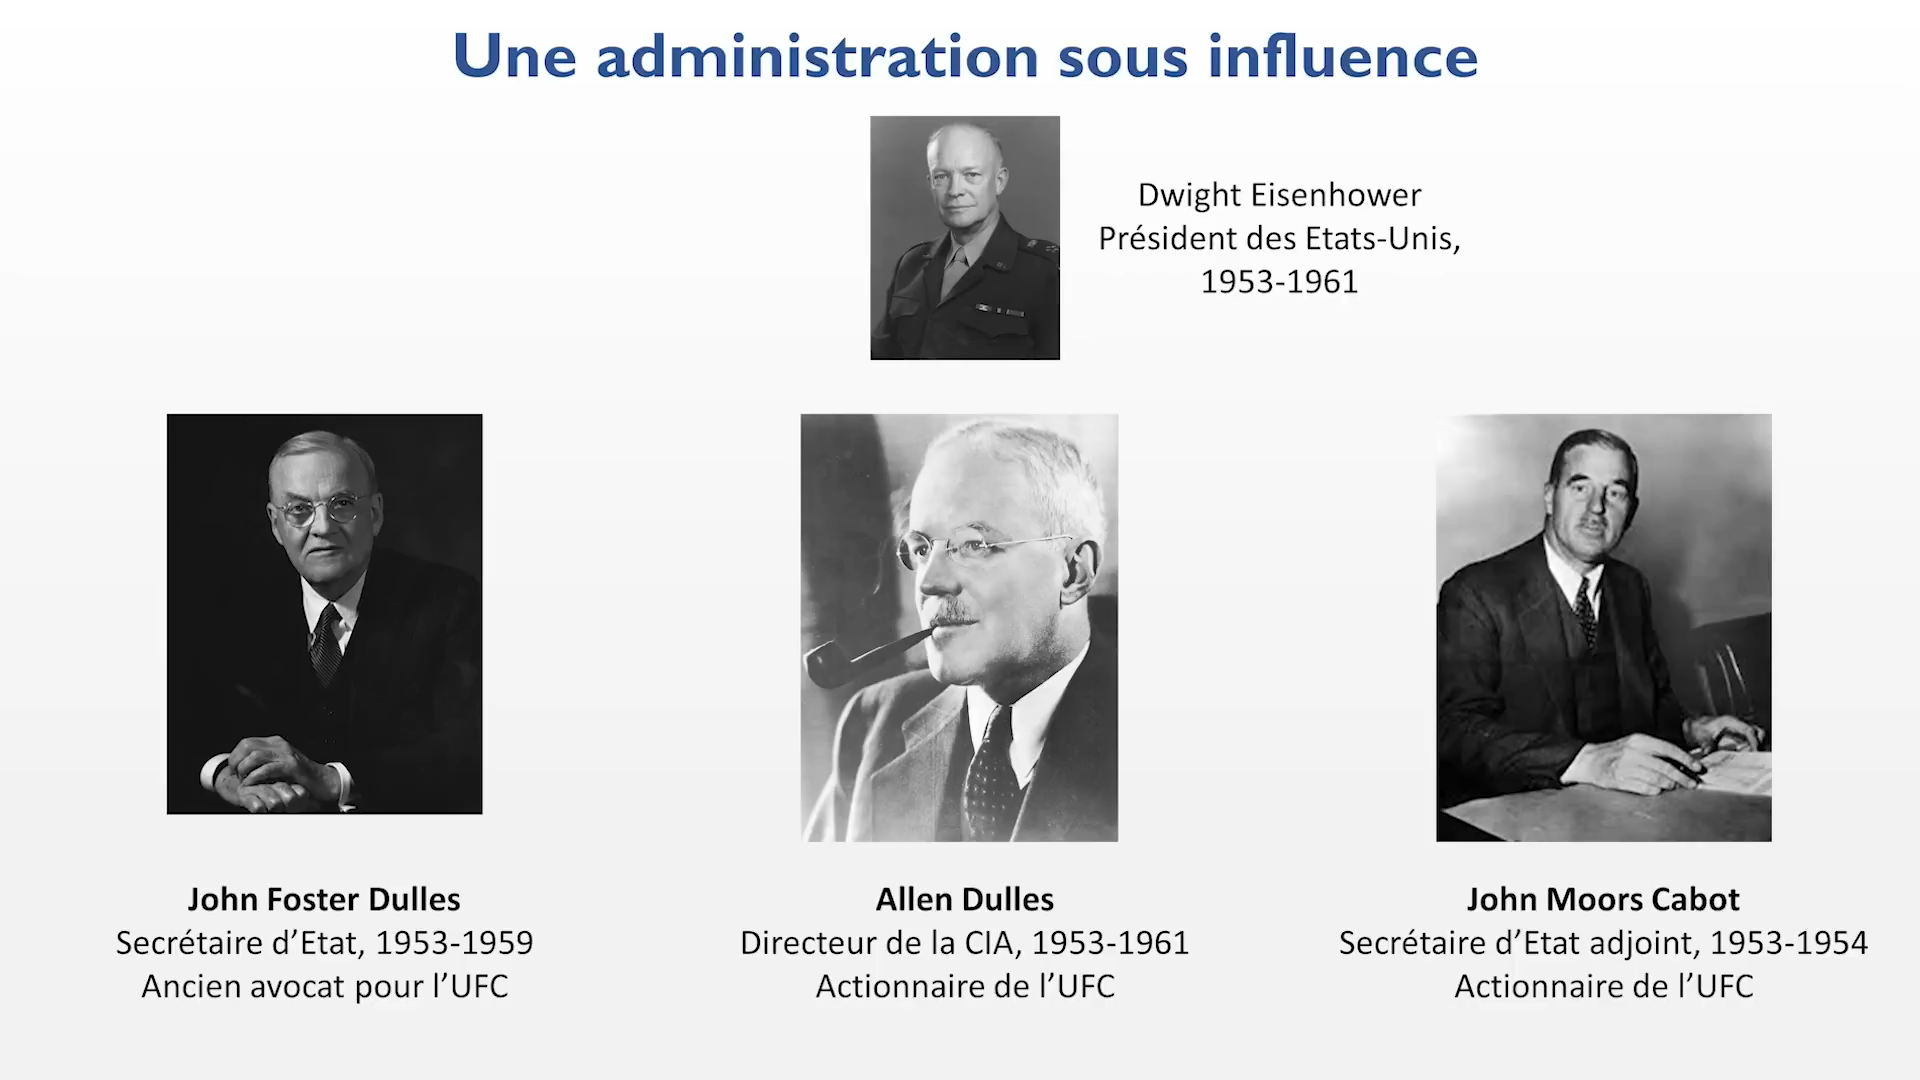 Une administration sous influence
Dwight Eisenhower
Président des Etats-Unis,
1953-1961
John Foster Dulles
Secrétaire d’Etat, 1953-1959
Ancien avocat pour l’UFC
Allen Dulles
Directeur de la CIA, 1953-1961
Actionnaire de l’UFC
John Moors Cabot
Secrétaire d’Etat adjoint, 1953-1954
Actionnaire de l’UFC